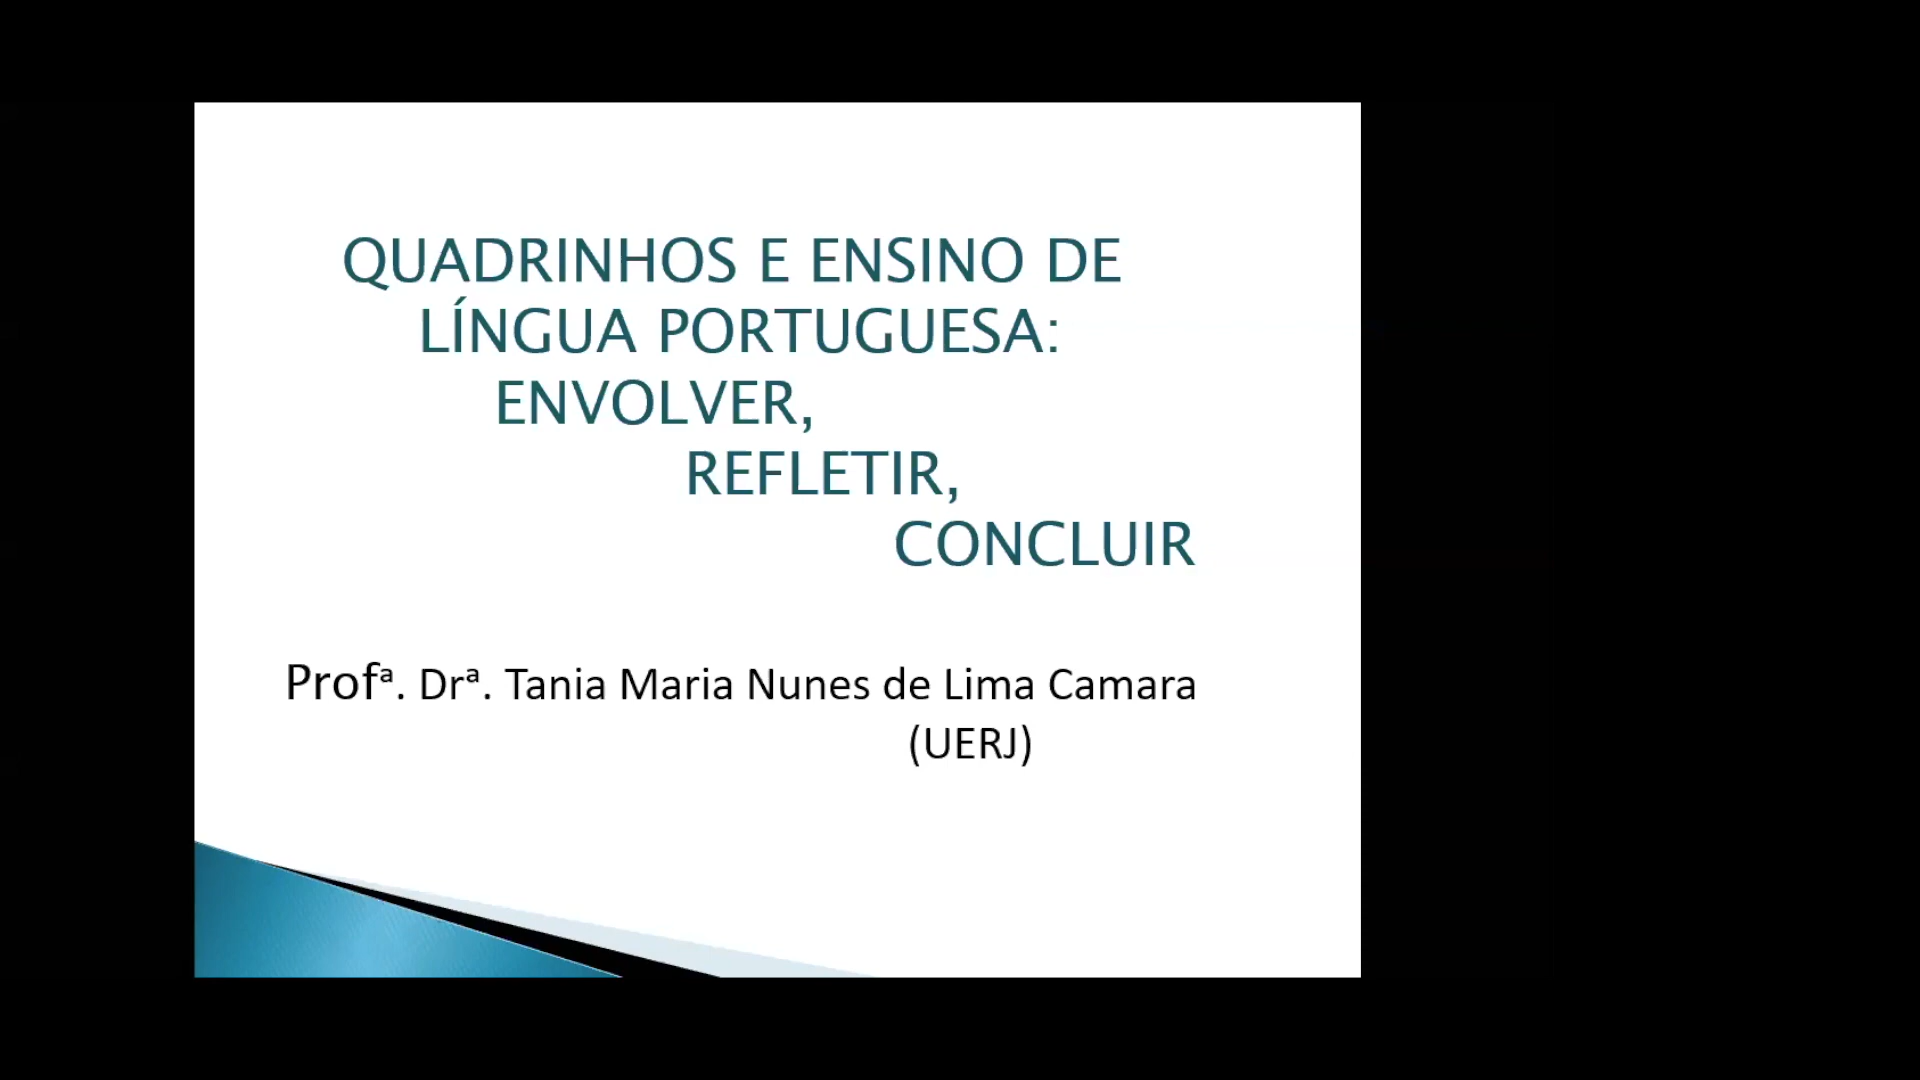 QUADRINHOS E ENSINO DE
LÍNGUA PORTUGUESA:
ENVOLVER,
REFLETIR,
CONCLUIR
Profª. Drª. Tania Maria Nunes de Lima Camara
(UERJ)